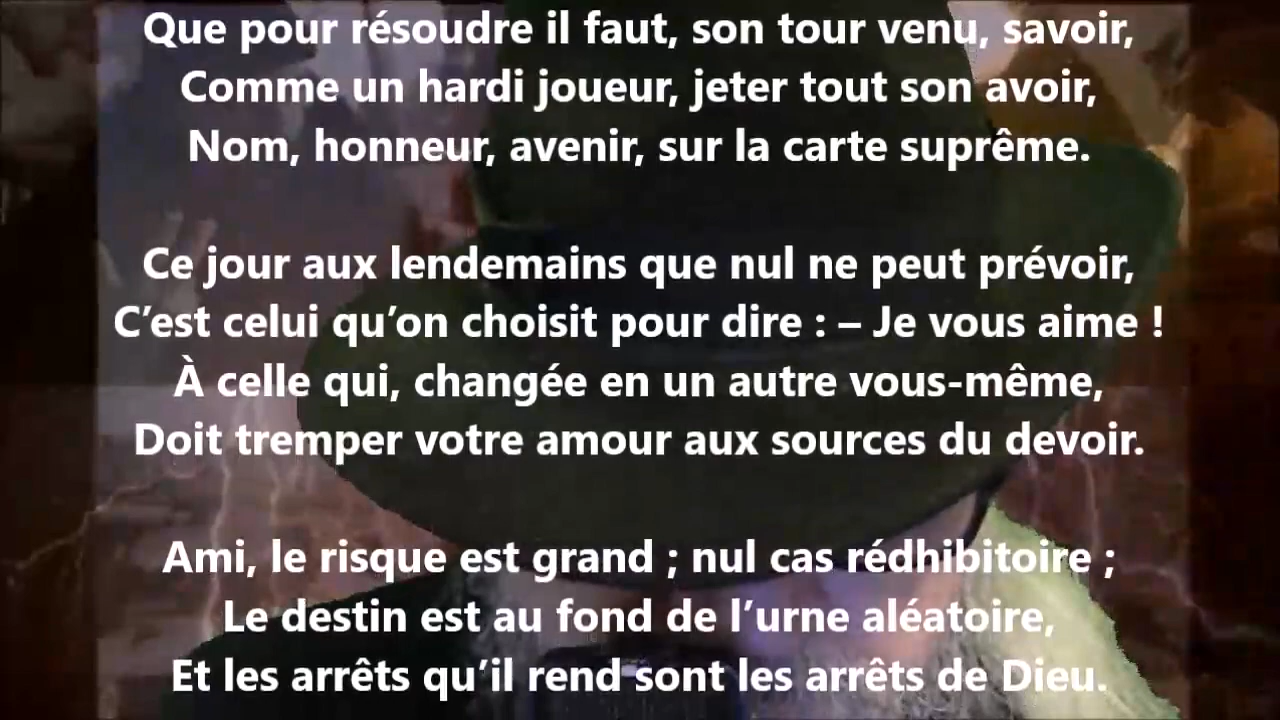 Que pour résoudre il faut, son tour venu, savoir,
Comme un hardi joueur, jeter tout son avoir,
Nom, honneur, avenir, sur la carte suprême.
Ce jour aux lendemains que nul ne peut prévoir,
C’est celui qu’on choisit pour dire : – Je vous aime !
À celle qui, changée en un autre vous-même,
Doit tremper votre amour aux sources du devoir.
Ami, le risque est grand ; nul cas rédhibitoire ;
Le destin est au fond de l’urne aléatoire,
Et les arrêts qu’il rend sont les arrêts de Dieu.